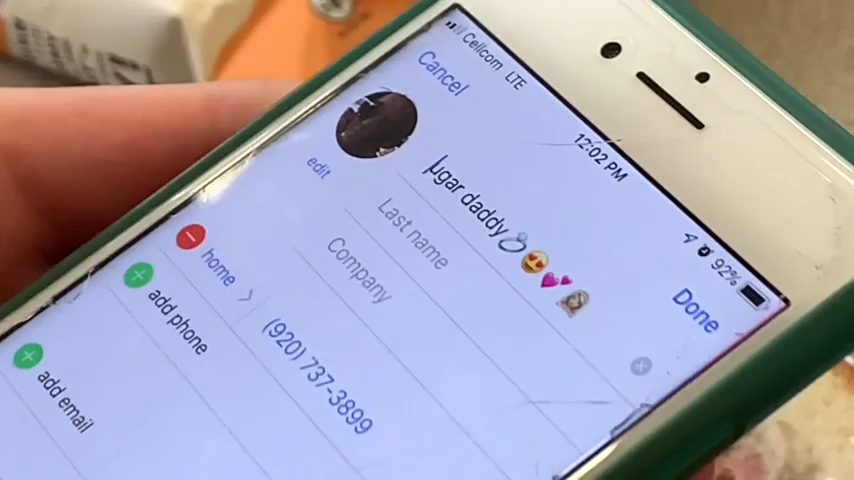 Cellcom LTE
12:02 PM
92%
Cancel
Done
edit
ugar daddy💍😍💕👰
Last name
Company
home
(920) 737-3899
add phone
add email